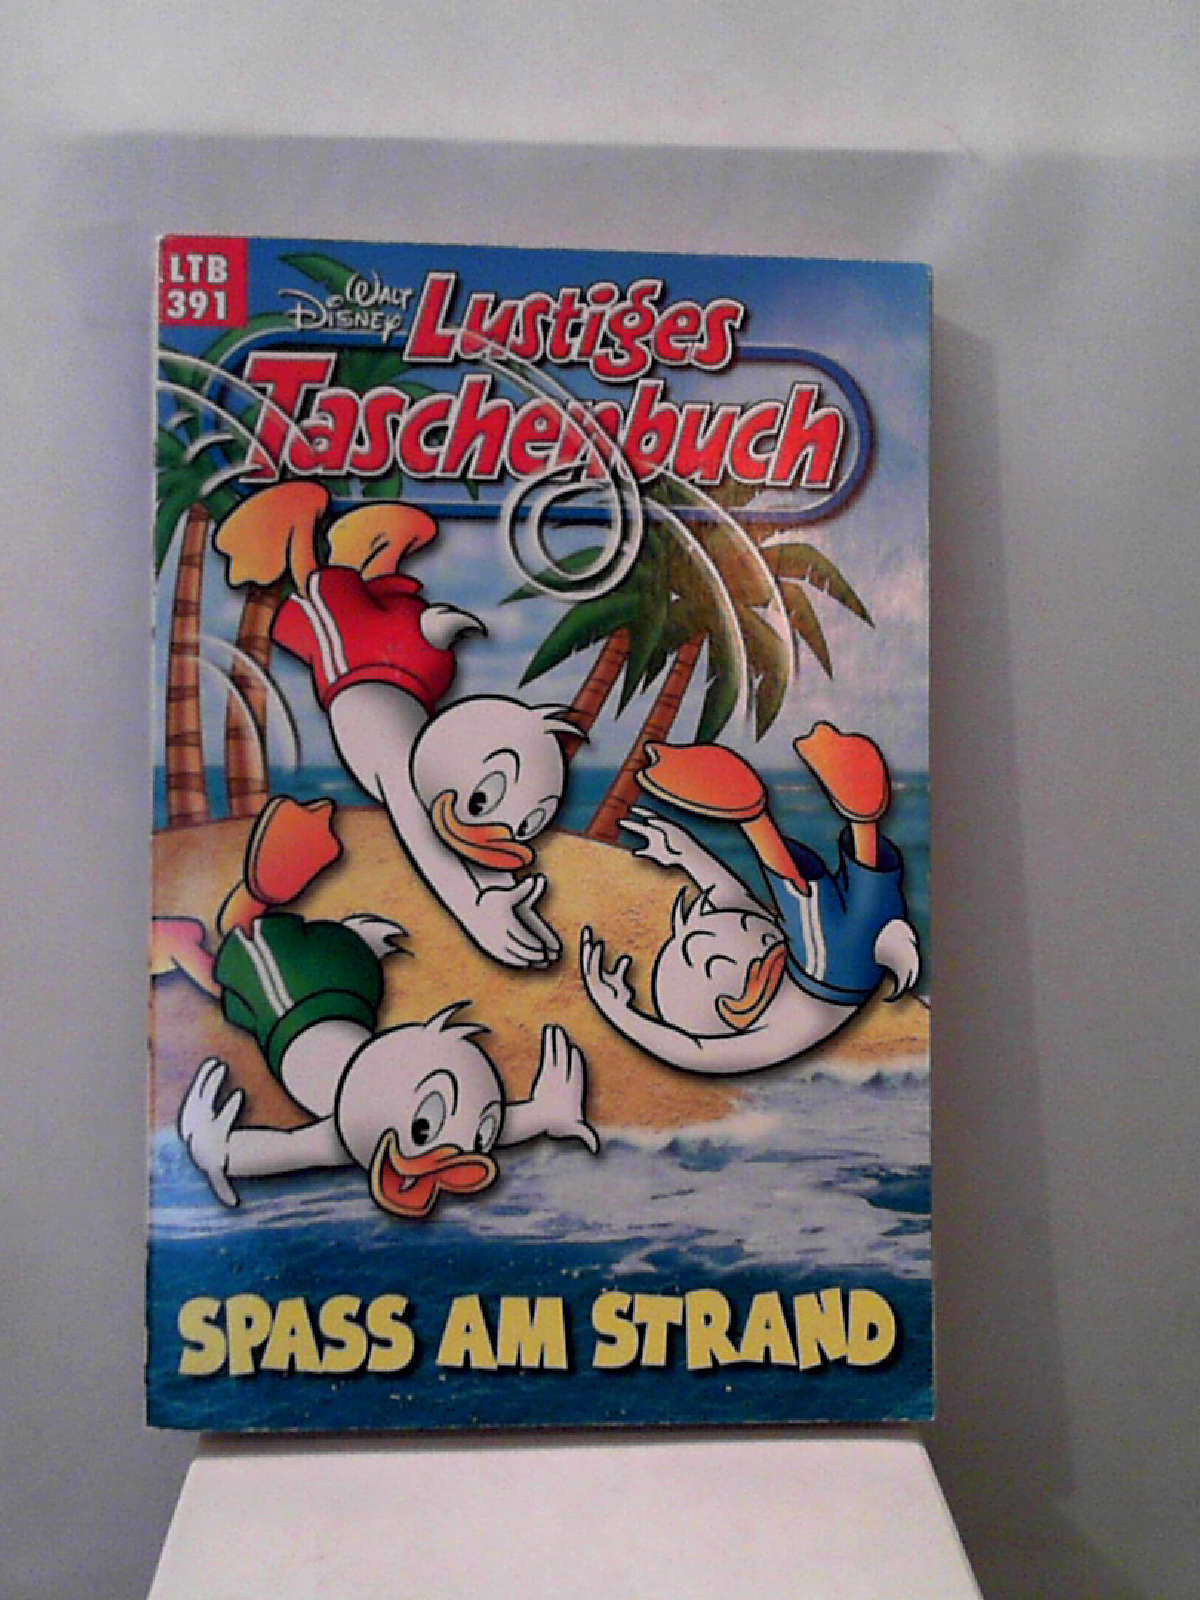 LTB
391
WALT
DISNEY
Lustiges
Taschenbuch
SPASS AM STRAND